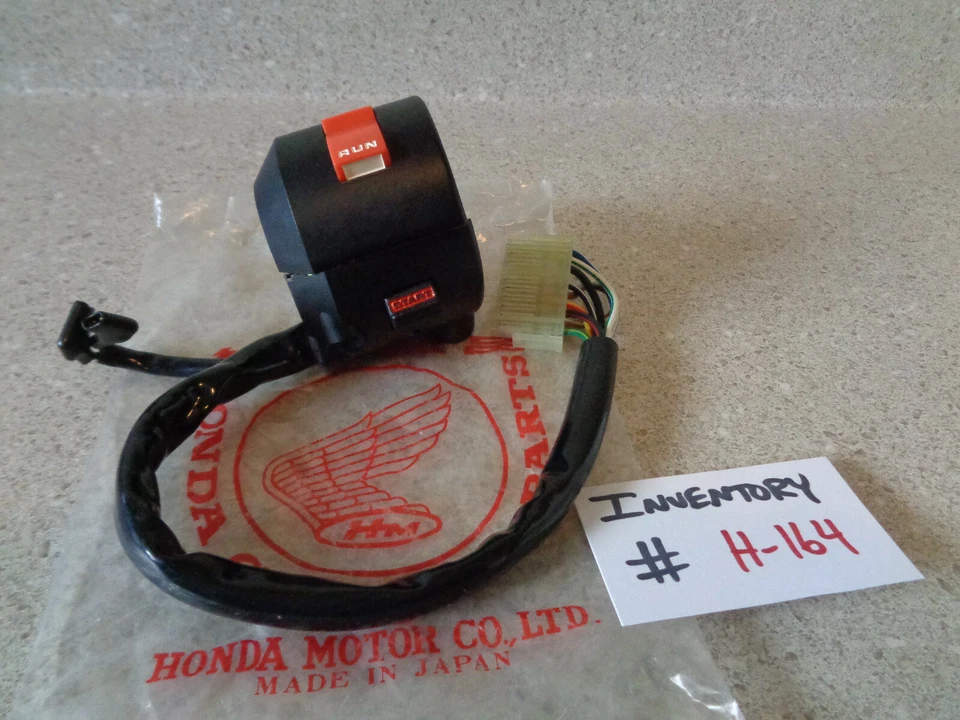 RUN
START
HONDA
PARTS
HM
HONDA MOTOR CO., LTD.
MADE IN JAPAN
INVENTORY
# H-164